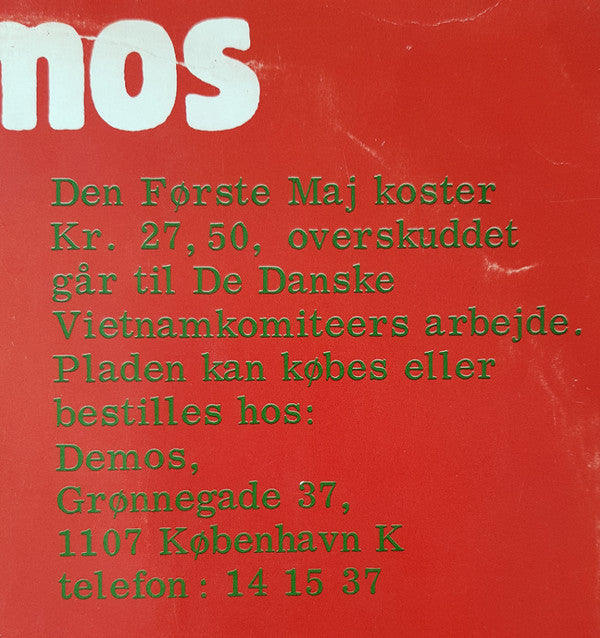 mos
Den Første Maj koster
Kr. 27,50, overskuddet
går til De Danske
Vietnamkomiteers arbejde.
Pladen kan købes eller
bestilles hos:
Demos,
Grønnegade 37,
1107 København K
telefon: 14 15 37